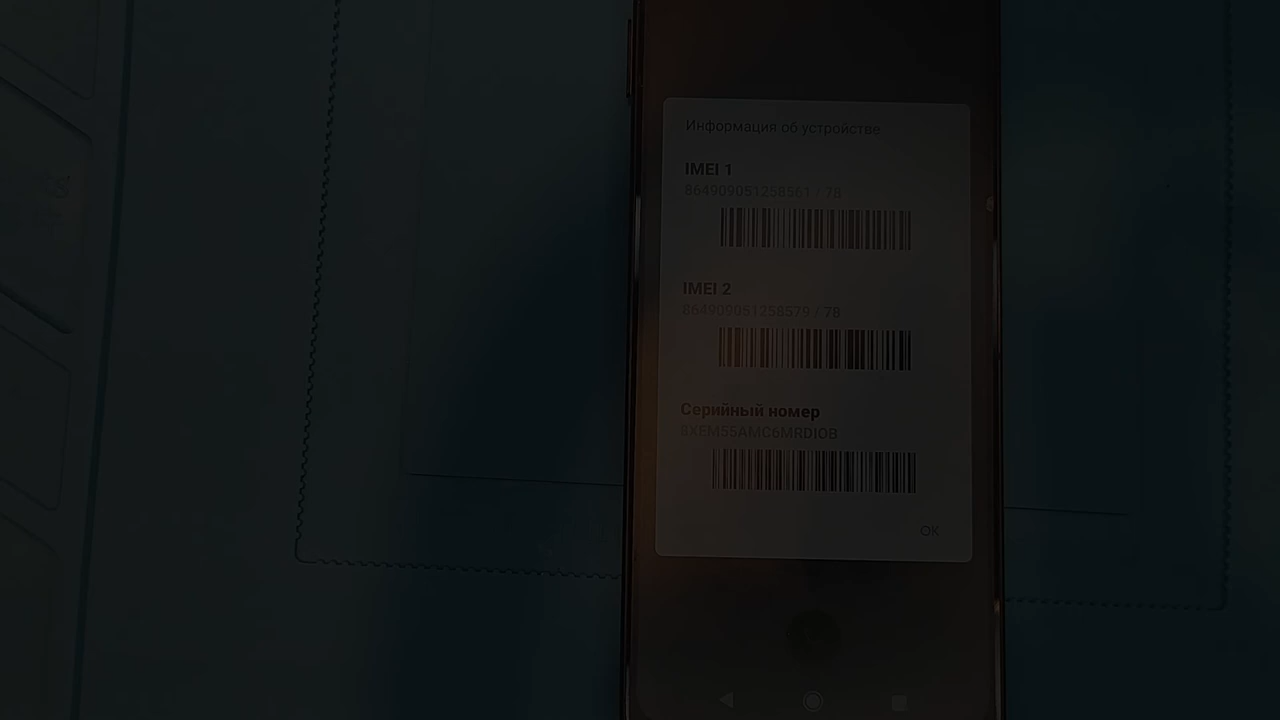 Информация об устройстве
IMEI 1
864909051258561 / 78
IMEI 2
864909051258579 / 78
Серийный номер
OK